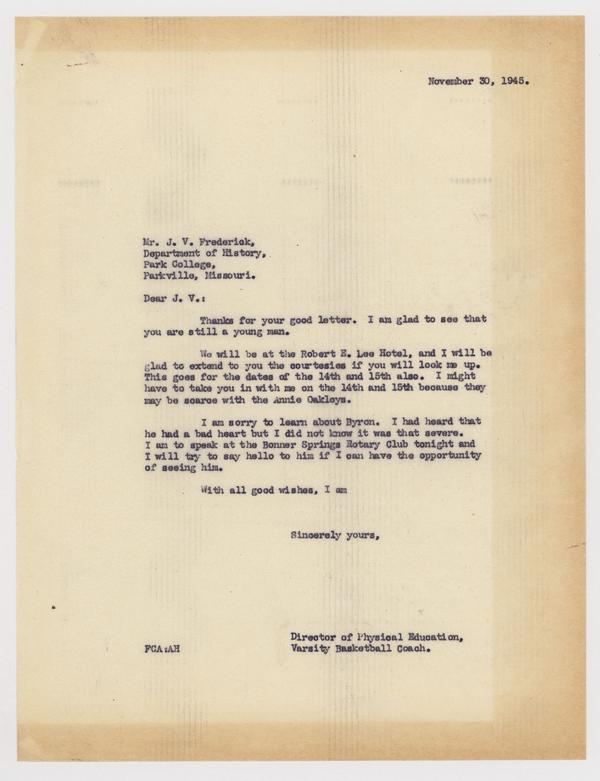 November 30, 1945.
Mr. J. V. Frederick,
Department of History,
Park College,
Parkville, Missouri.
Dear J. V.:
Thanks for your good letter. I am glad to see that
you are still a young man.
We will be at the Robert E. Lee Hotel, and I will be
glad to extend to you the courtesies if you will look me up.
This goes for the dates of the 14th and 15th also. I might
have to take you in with me on the 14th and 15th because they
may be scarce with the Annie Oakleys.
I am sorry to learn about Byron. I had heard that
he had a bad heart but I did not know it was that severe.
I am to speak at the Bonner Springs Rotary Club tonight and
I will try to say hello to him if I can have the opportunity
of seeing him.
With all good wishes, I am
Sincerely yours,
Director of Physical Education,
Varsity Basketball Coach.
FCA:AH